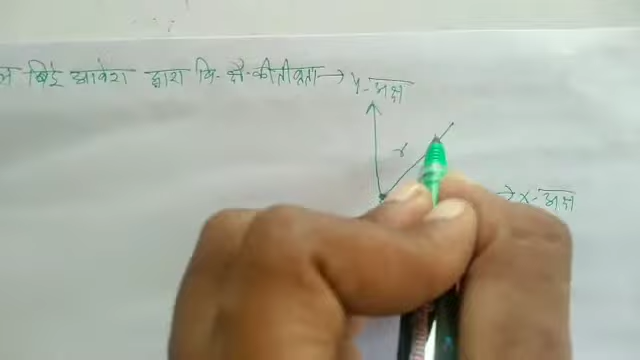 बिंदु आवेश द्वारा वि. क्षै. की तीव्रता → Y-अक्ष
r
→ X-अक्ष